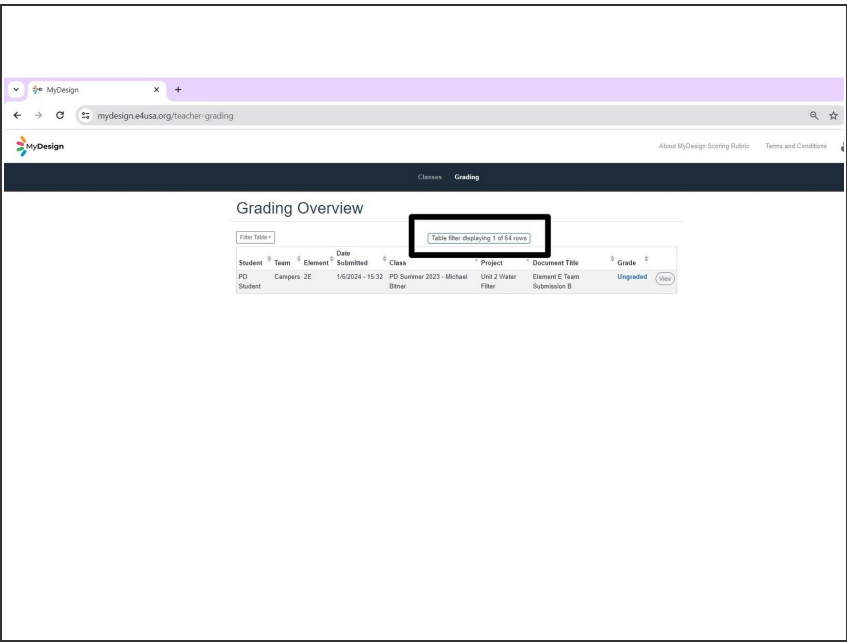 MyDesign
mydesign.e4usa.org/teacher-grading
MyDesign
About MyDesign Scoring Rubric Terms and Conditions
Classes Grading
Grading Overview
Filter Table
Table filter displaying 1 of 64 rows
Student Team Element Date Submitted Class Project Document Title Grade
PD Campers 2E 1/6/2024 - 15:32 PD Summer 2023 - Michael Unit 2 Water Element E Team Ungraded View
Student Bitner Filter Submission B